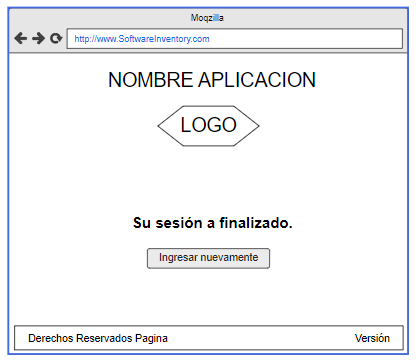 Moqzilla
http://www.SoftwareInventory.com
NOMBRE APLICACION
LOGO
Su sesión a finalizado.
Ingresar nuevamente
Derechos Reservados Pagina
Versión